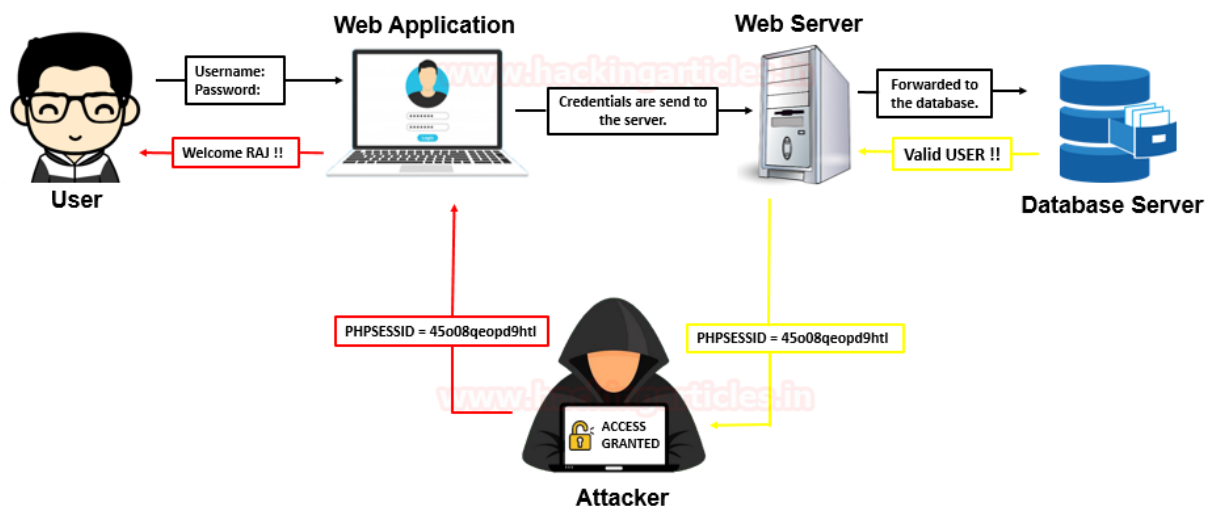 Web Application
Web Server
www.hackingarticles.in
Username:
Password:
Credentials are send to
the server.
Forwarded to
the database.
Welcome RAJ !!
Valid USER !!
User
Database Server
PHPSESSID = 45o08qeopd9htl
PHPSESSID = 45o08qeopd9htl
www.hackingarticles.in
ACCESS
GRANTED
Attacker